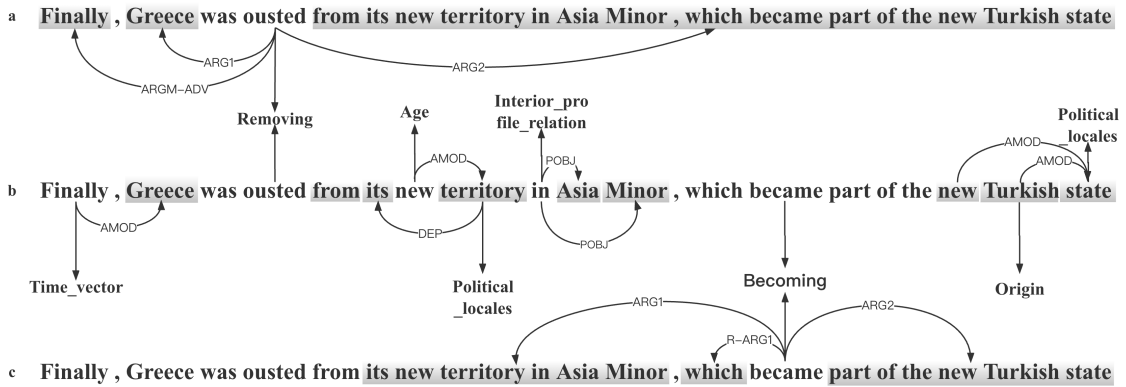 a Finally , Greece was ousted from its new territory in Asia Minor , which became part of the new Turkish state
ARG1
ARG2
ARGM-ADV
Removing
Age
Interior_pro
file_relation
Political
_locales
AMOD
POBJ
AMOD
AMOD
b Finally , Greece was ousted from its new territory in Asia Minor , which became part of the new Turkish state
AMOD
DEP
POBJ
Time_vector
Political
_locales
Becoming
Origin
ARG1
R-ARG1
ARG2
c Finally , Greece was ousted from its new territory in Asia Minor , which became part of the new Turkish state